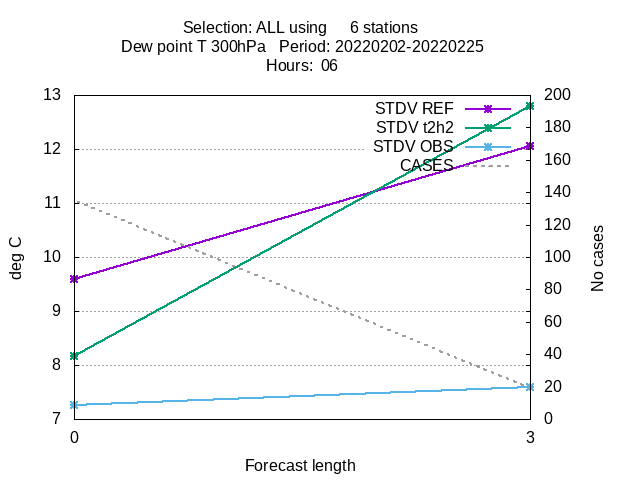 Selection: ALL using     6 stations
Dew point T 300hPa   Period: 20220202-20220225
Hours:  06
13 200
STDV REF
180
STDV t2h2
12 STDV OBS 160
CASES
140
11
120
deg C 10 100 No cases
80
9
60
8 40
20
7 0
0 3
Forecast length